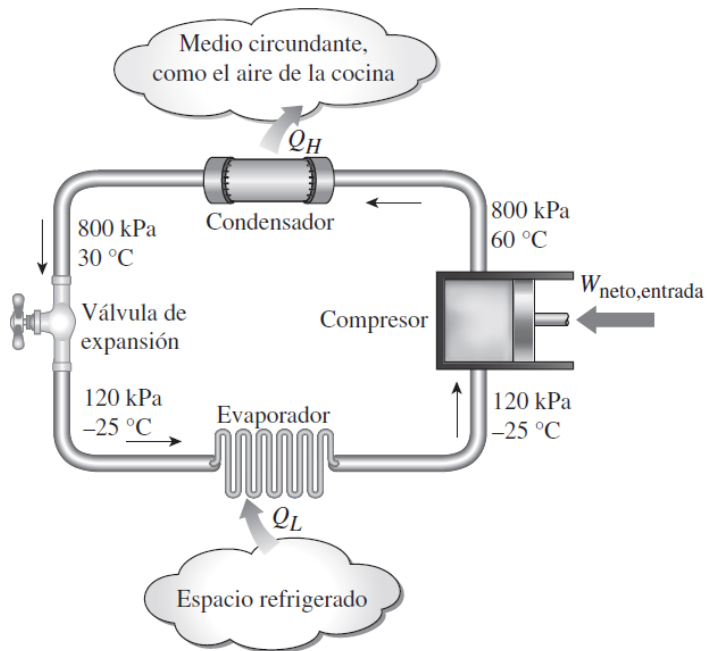 Medio circundante,
como el aire de la cocina
Q_H
Condensador
800 kPa
30 °C
800 kPa
60 °C
W_neto,entrada
Válvula de
expansión
Compresor
120 kPa
–25 °C
Evaporador
120 kPa
–25 °C
Q_L
Espacio refrigerado